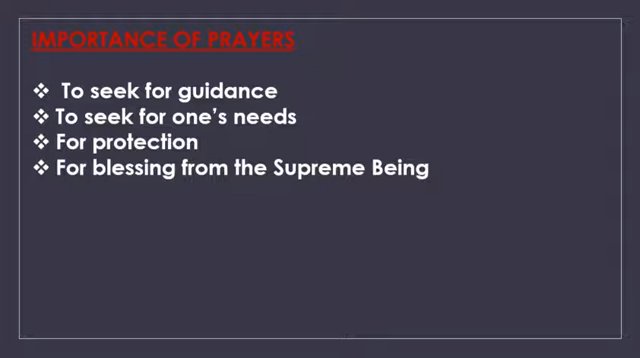 IMPORTANCE OF PRAYERS
❖ To seek for guidance
❖ To seek for one's needs
❖ For protection
❖ For blessing from the Supreme Being